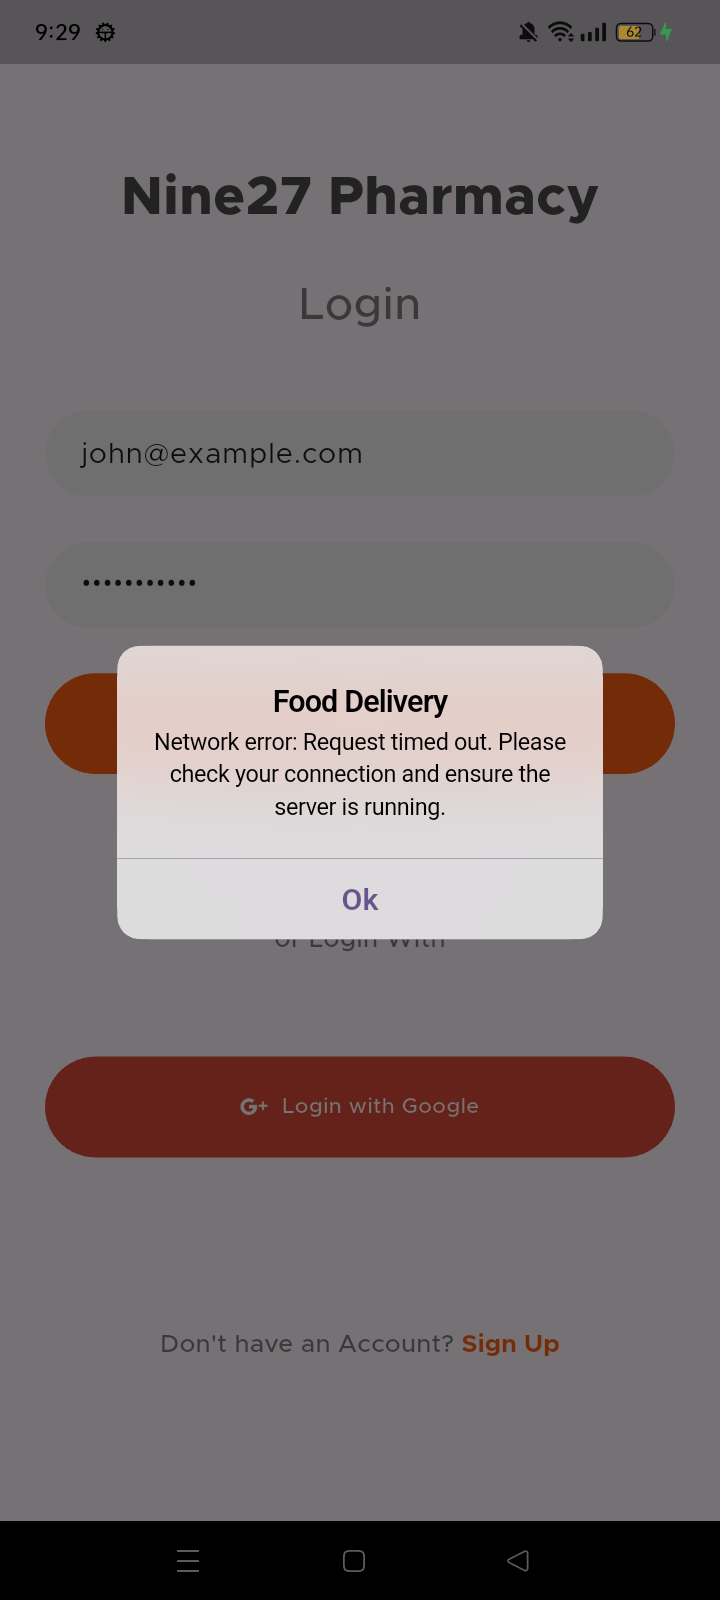 9:29
62
Nine27 Pharmacy
Login
john@example.com
•••••••••••
Food Delivery
Network error: Request timed out. Please
check your connection and ensure the
server is running.
Ok
or Login With
G+ Login with Google
Don't have an Account? Sign Up